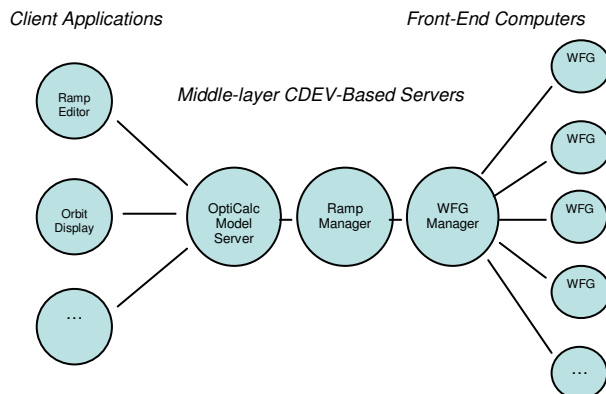 Client Applications
Front-End Computers
Middle-layer CDEV-Based Servers
Ramp
Editor
Orbit
Display
...
OptiCalc
Model
Server
Ramp
Manager
WFG
Manager
WFG
WFG
WFG
WFG
...